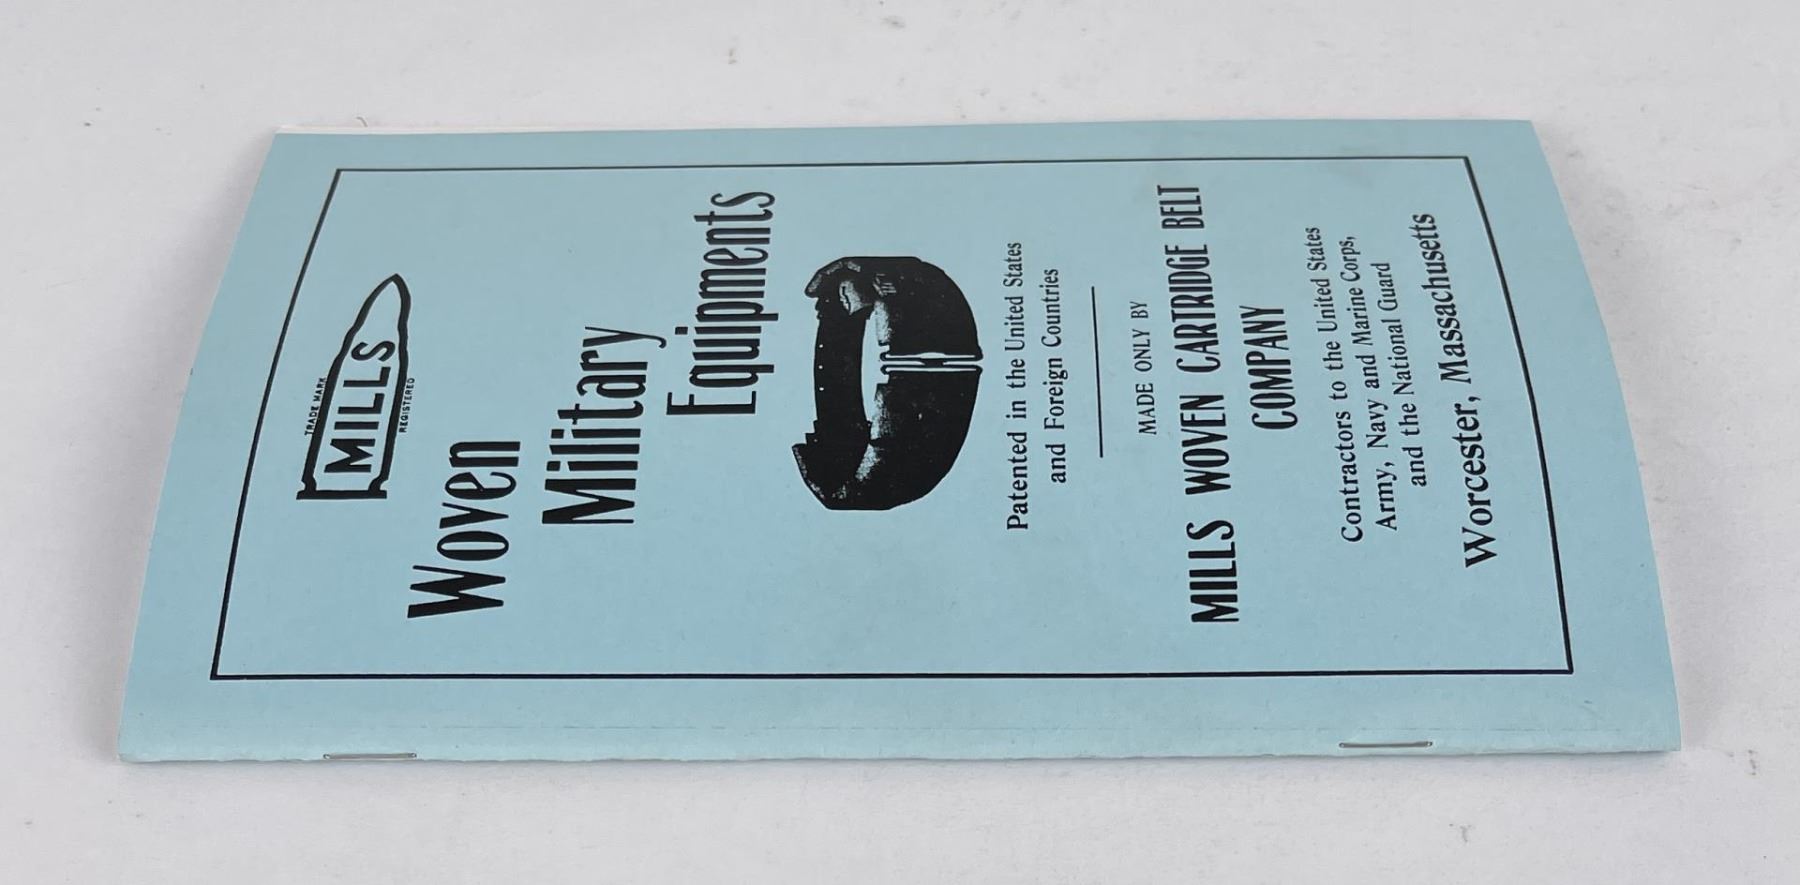 TRADE MARK
MILLS
REGISTERED
Woven
Military
Equipments
Patented in the United States
and Foreign Countries
MADE ONLY BY
MILLS WOVEN CARTRIDGE BELT
COMPANY
Contractors to the United States
Army, Navy and Marine Corps,
and the National Guard
Worcester, Massachusetts